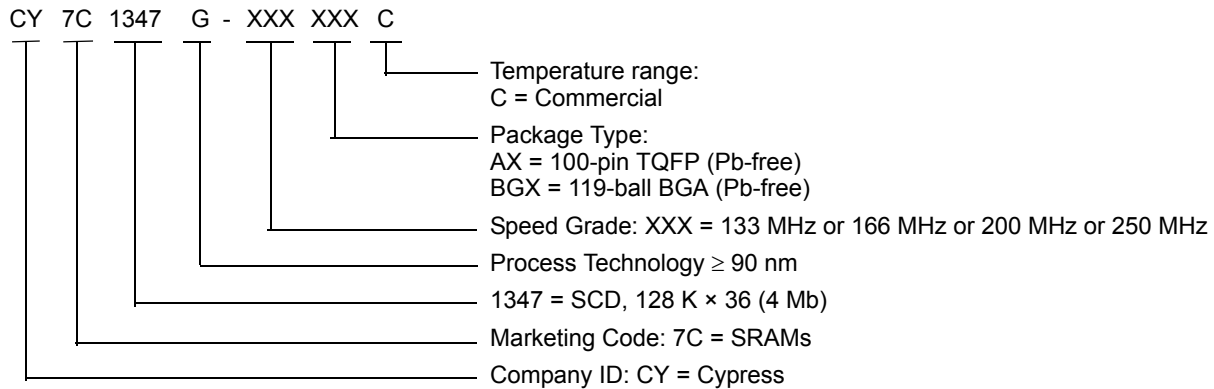 CY 7C 1347 G - XXX XXX C
Temperature range:
C = Commercial
Package Type:
AX = 100-pin TQFP (Pb-free)
BGX = 119-ball BGA (Pb-free)
Speed Grade: XXX = 133 MHz or 166 MHz or 200 MHz or 250 MHz
Process Technology ≥ 90 nm
1347 = SCD, 128 K × 36 (4 Mb)
Marketing Code: 7C = SRAMs
Company ID: CY = Cypress